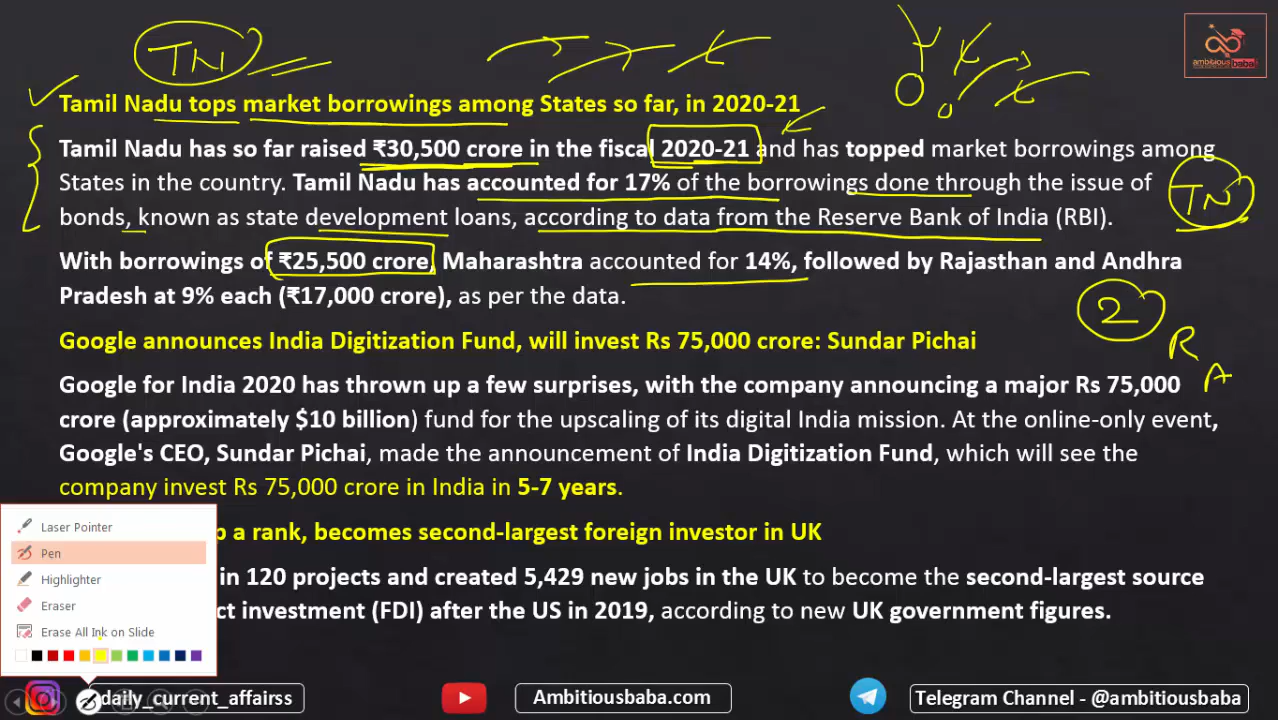 TN
ambitious baba
Tamil Nadu tops market borrowings among States so far, in 2020-21
Tamil Nadu has so far raised ₹30,500 crore in the fiscal 2020-21 and has topped market borrowings among
States in the country. Tamil Nadu has accounted for 17% of the borrowings done through the issue of
bonds, known as state development loans, according to data from the Reserve Bank of India (RBI).
TN
With borrowings of ₹25,500 crore, Maharashtra accounted for 14%, followed by Rajasthan and Andhra
Pradesh at 9% each (₹17,000 crore), as per the data.
2
R
A
Google announces India Digitization Fund, will invest Rs 75,000 crore: Sundar Pichai
Google for India 2020 has thrown up a few surprises, with the company announcing a major Rs 75,000
crore (approximately $10 billion) fund for the upscaling of its digital India mission. At the online-only event,
Google's CEO, Sundar Pichai, made the announcement of India Digitization Fund, which will see the
company invest Rs 75,000 crore in India in 5-7 years.
a rank, becomes second-largest foreign investor in UK
in 120 projects and created 5,429 new jobs in the UK to become the second-largest source
investment (FDI) after the US in 2019, according to new UK government figures.
Laser Pointer
Pen
Highlighter
Eraser
Erase All Ink on Slide
daily_current_affairss
Ambitiousbaba.com
Telegram Channel - @ambitiousbaba